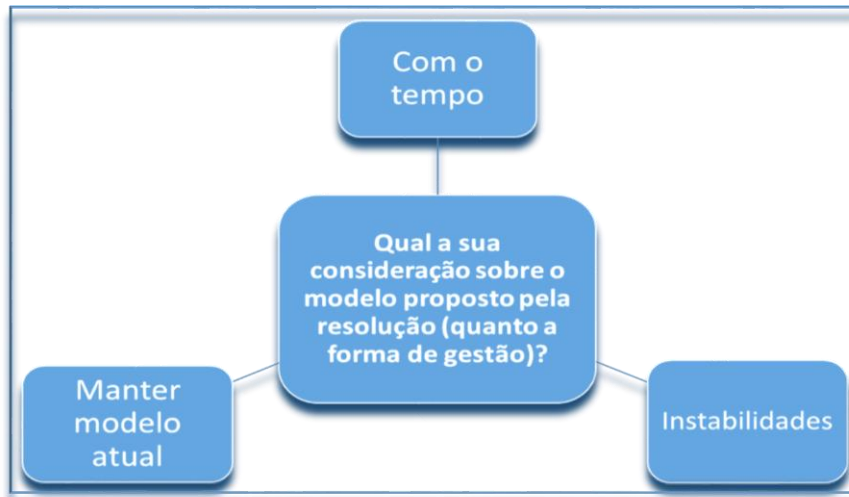 Com o
tempo
Qual a sua
consideração sobre o
modelo proposto pela
resolução (quanto a
forma de gestão)?
Manter
modelo
atual
Instabilidades